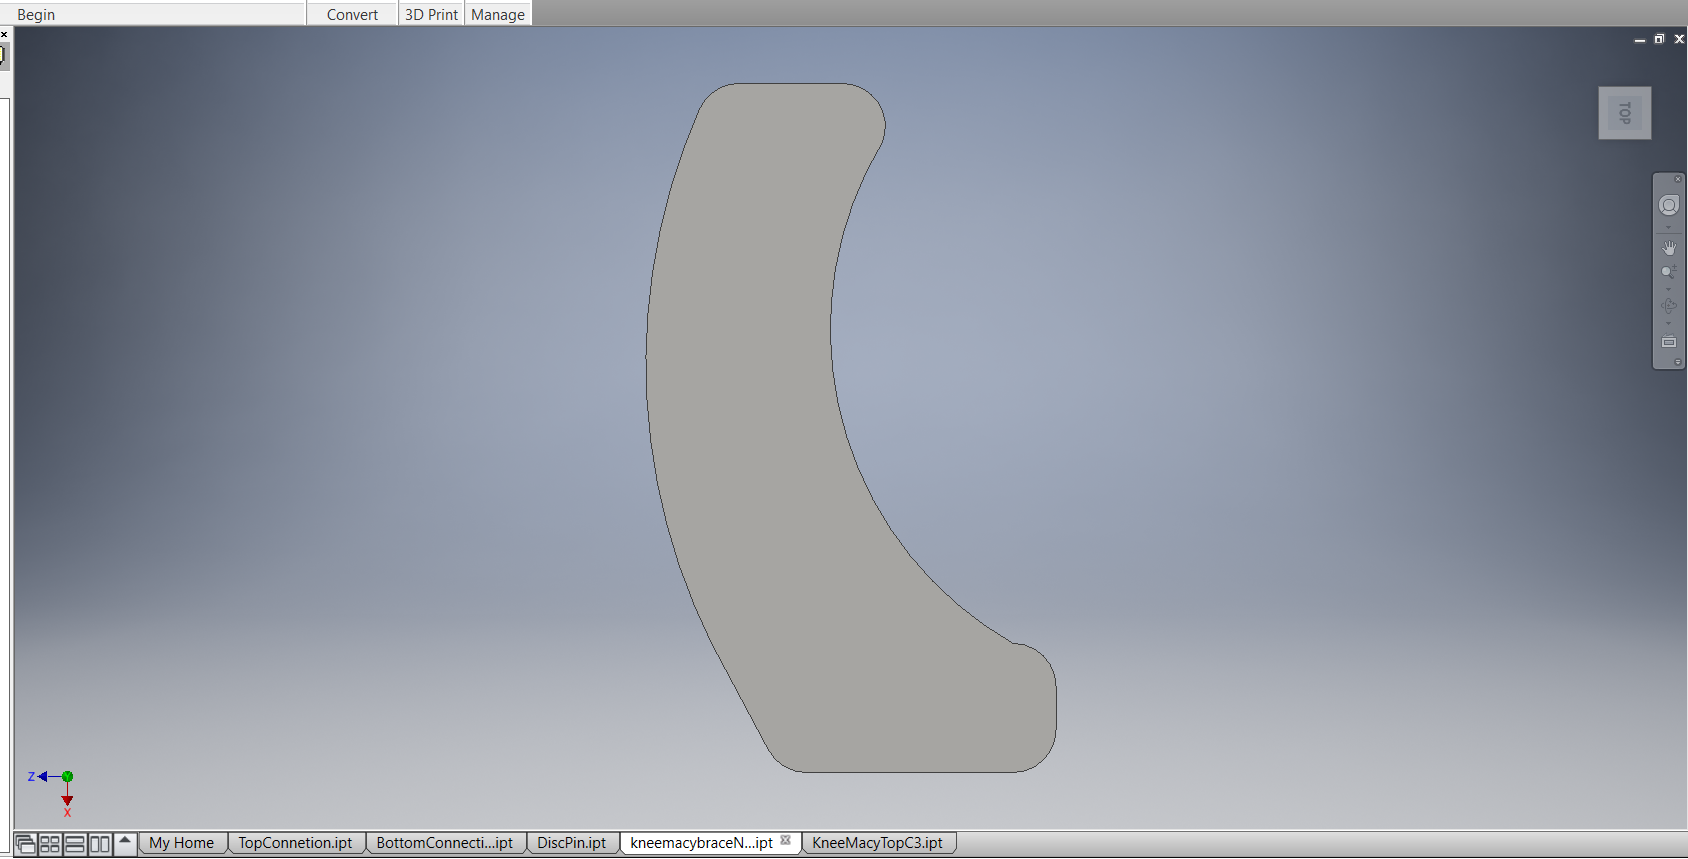 Begin Convert 3D Print Manage
TOP
Z
X
My Home TopConnetion.ipt BottomConnecti...ipt DiscPin.ipt kneemacybraceN...ipt KneeMacyTopC3.ipt